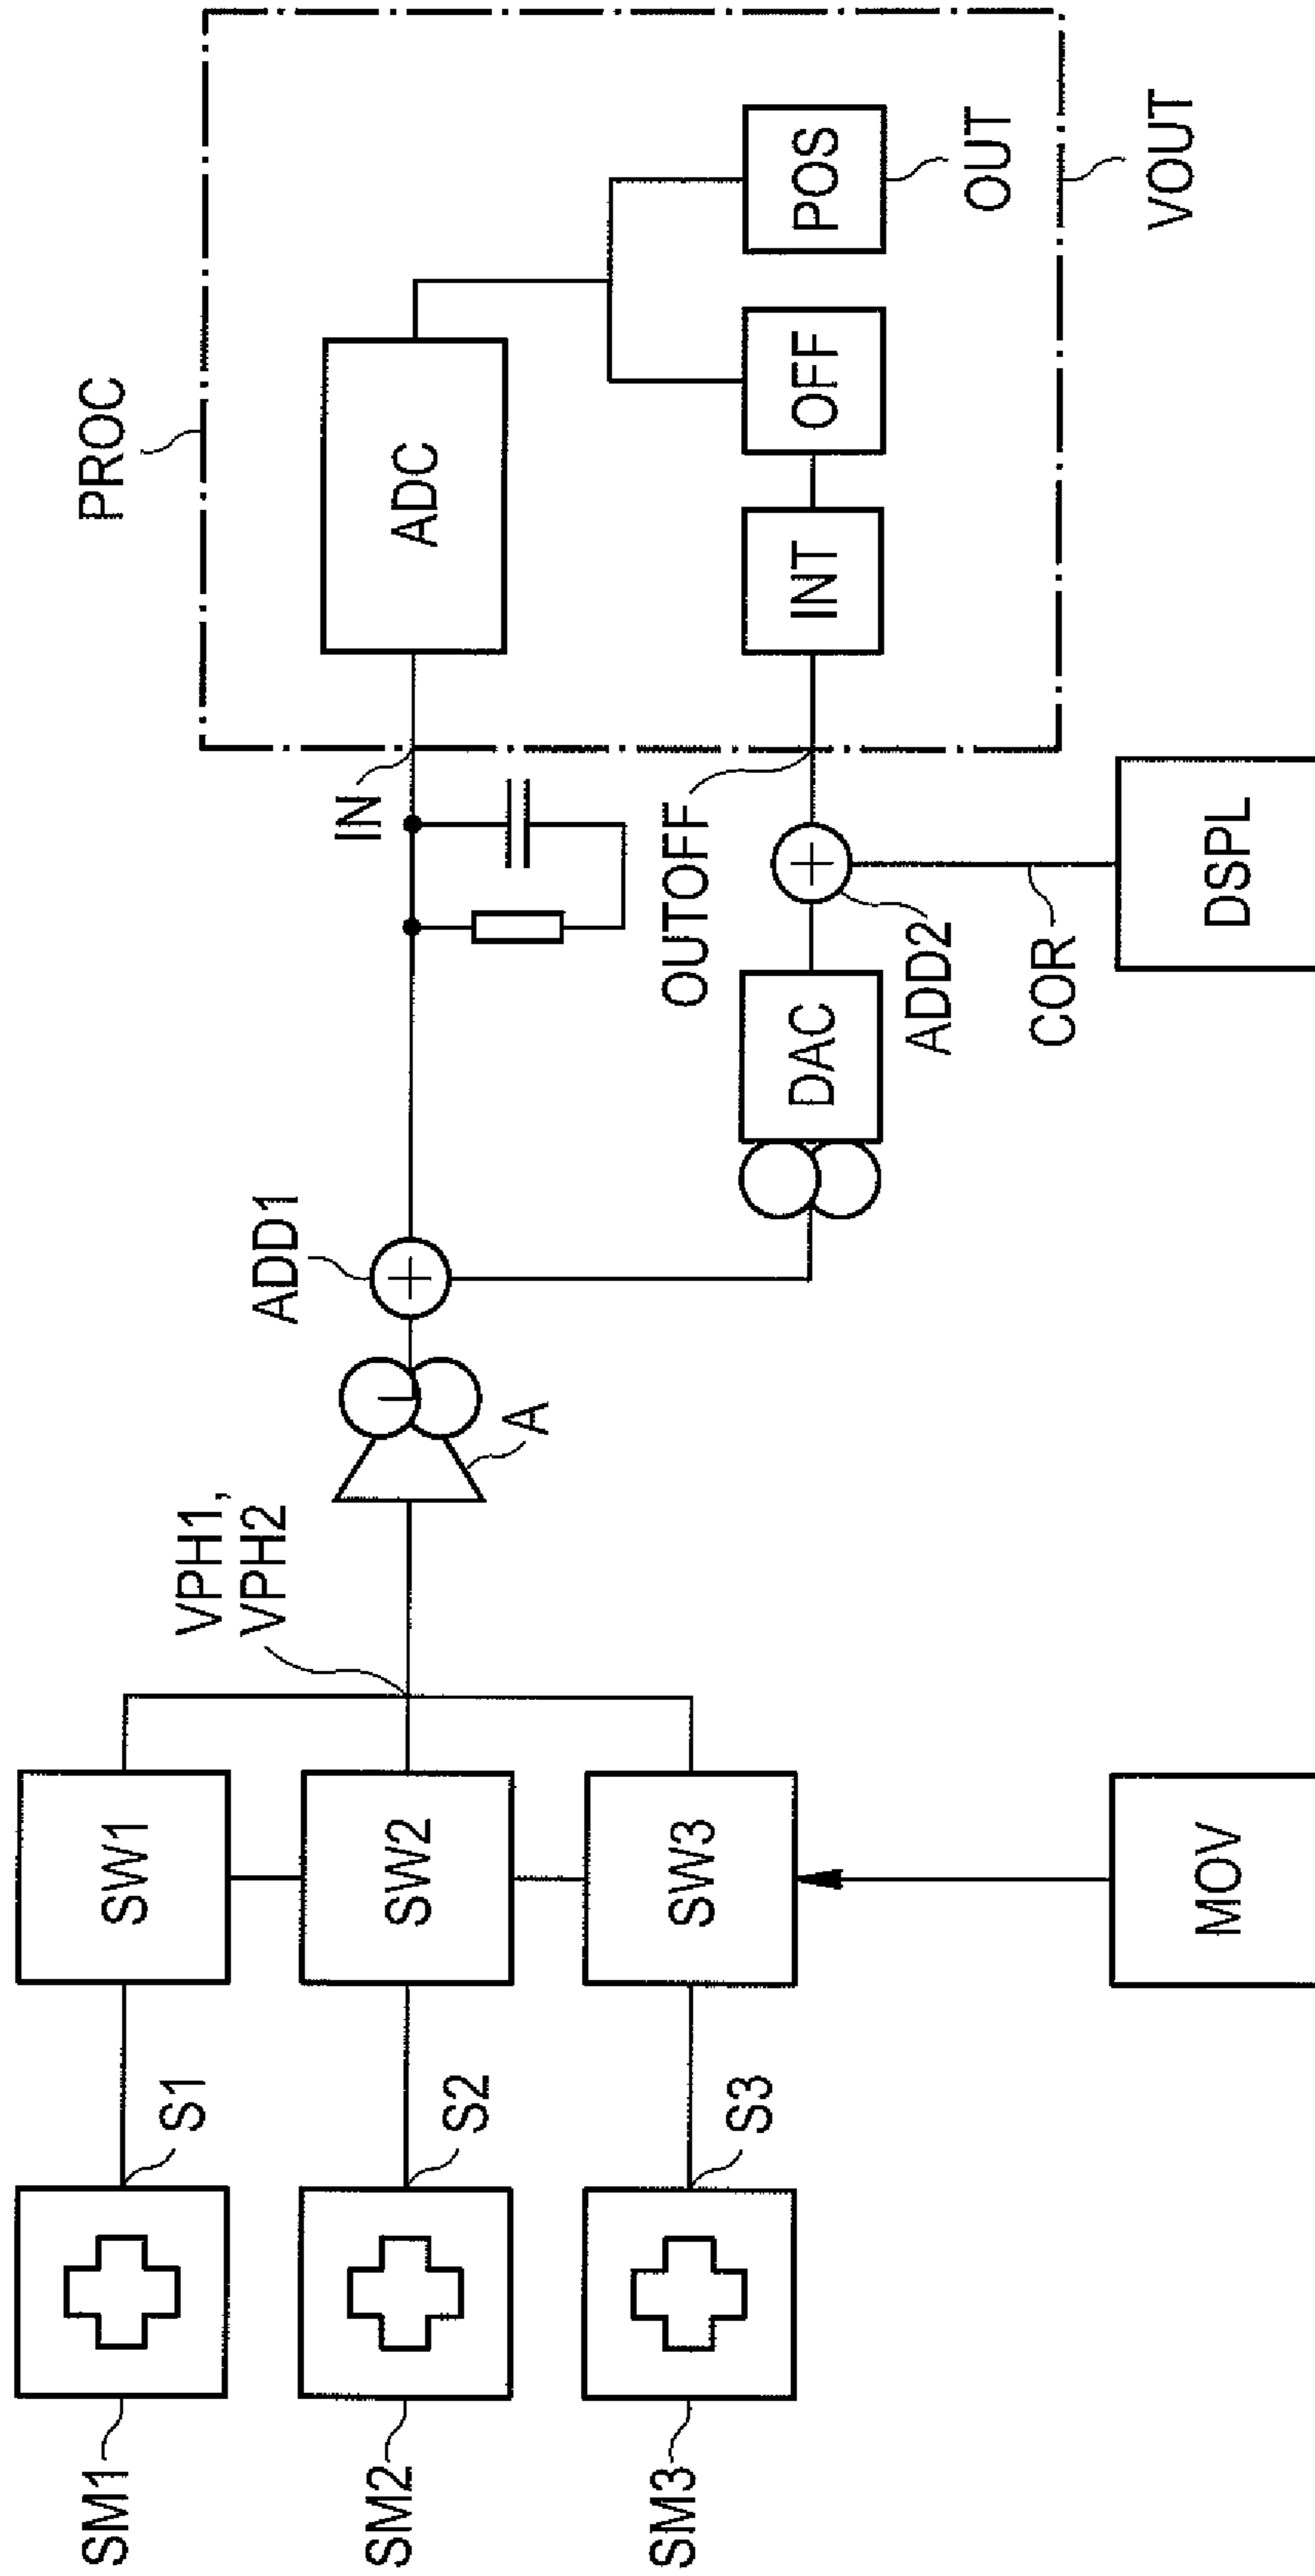 SM1
SM2
SM3
S1
S2
S3
SW1
SW2
SW3
MOV
VPH1,
VPH2
A
ADD1
DAC
ADD2
OUTOFF
COR
DSPL
IN
PROC
ADC
INT
OFF
POS
OUT
VOUT